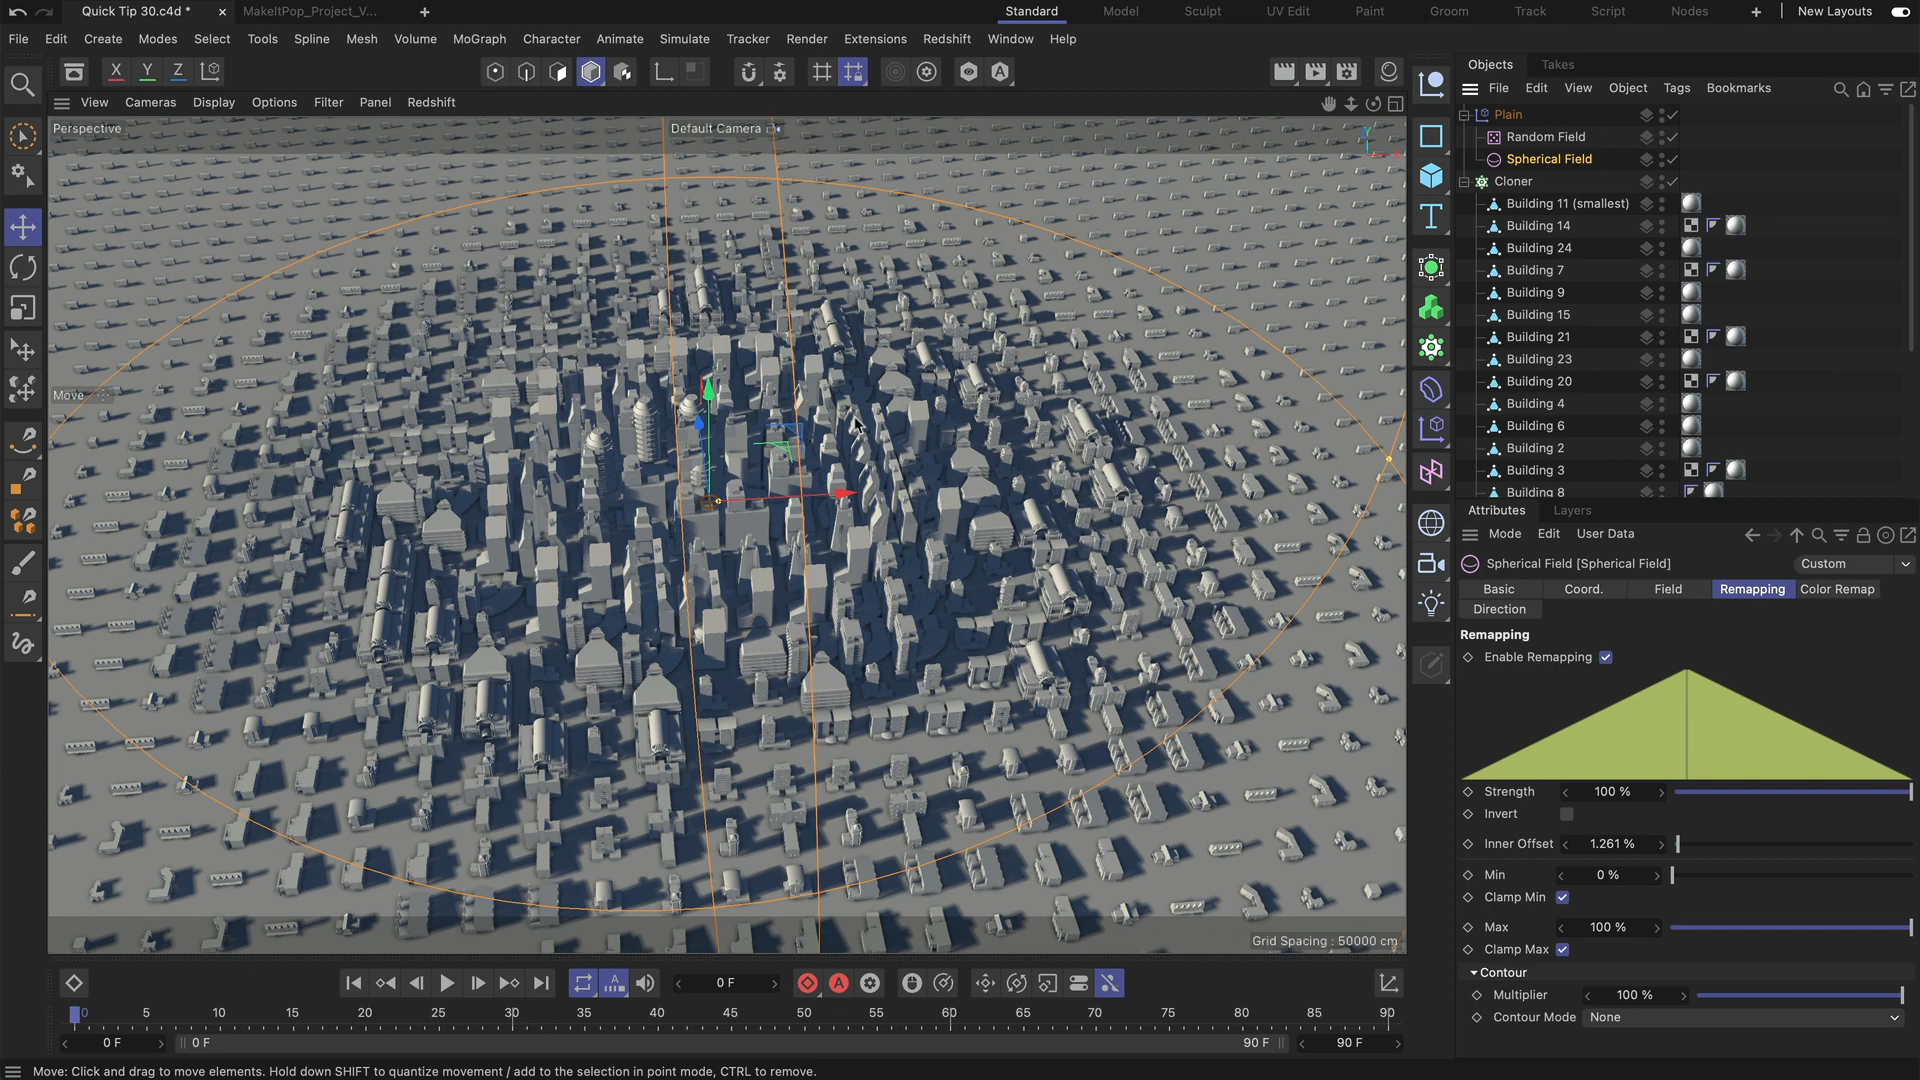 Quick Tip 30.c4d * × MakeItPop_Project_V... + Standard Model Sculpt UV Edit Paint Groom Track Script Nodes + New Layouts
File Edit Create Modes Select Tools Spline Mesh Volume MoGraph Character Animate Simulate Tracker Render Extensions Redshift Window Help
X Y Z
View Cameras Display Options Filter Panel Redshift
Perspective
Default Camera
Y
Move
Grid Spacing : 50000 cm
Objects Takes
File Edit View Object Tags Bookmarks
Plain
Random Field
Spherical Field
Cloner
Building 11 (smallest)
Building 14
Building 24
Building 7
Building 9
Building 15
Building 21
Building 23
Building 20
Building 4
Building 6
Building 2
Building 3
Building 8
Attributes Layers
Mode Edit User Data
Spherical Field [Spherical Field] Custom
Basic Coord. Field Remapping Color Remap
Direction
Remapping
Enable Remapping
Strength 100 %
Invert
Inner Offset 1.261 %
Min 0 %
Clamp Min
Max 100 %
Clamp Max
Contour
Multiplier 100 %
Contour Mode None
0 F
0 5 10 15 20 25 30 35 40 45 50 55 60 65 70 75 80 85 90
0 F 0 F 90 F 90 F
Move: Click and drag to move elements. Hold down SHIFT to quantize movement / add to the selection in point mode, CTRL to remove.